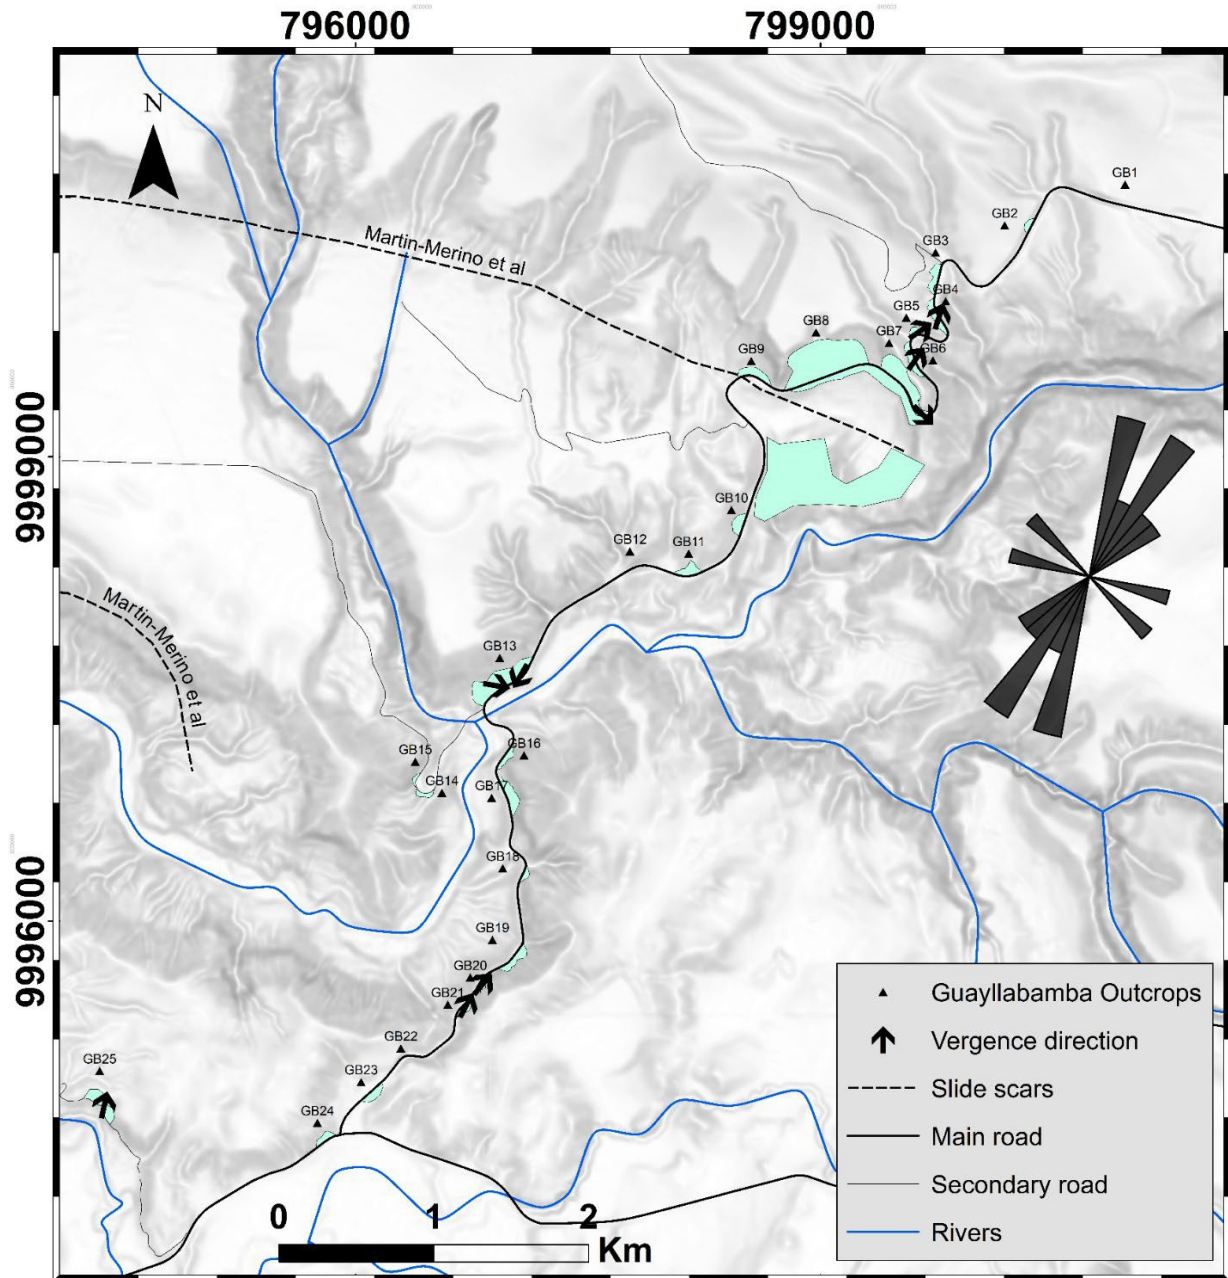 796000
799000
N
GB1
GB2
Martin-Merino et al
GB3
GB4
GB5
GB8
GB7
GB6
GB9
9996000
GB10
GB12
GB11
Martin-Merino et al
GB13
GB16
GB15
GB14
GB17
GB18
9996000
GB19
GB20
GB21
GB22
GB25
GB23
GB24
Guayllabamba Outcrops
Vergence direction
Slide scars
Main road
Secondary road
Rivers
0 1 2
Km